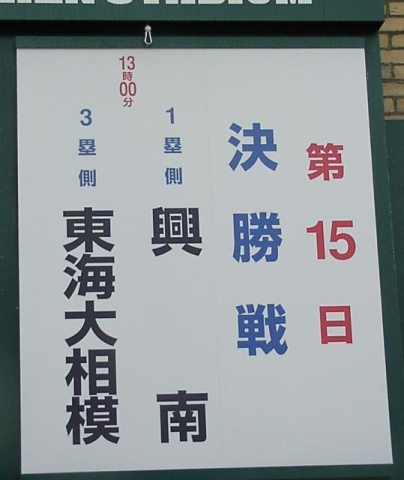 第15日
決勝戦
1塁側 興南
13時00分
3塁側 東海大相模